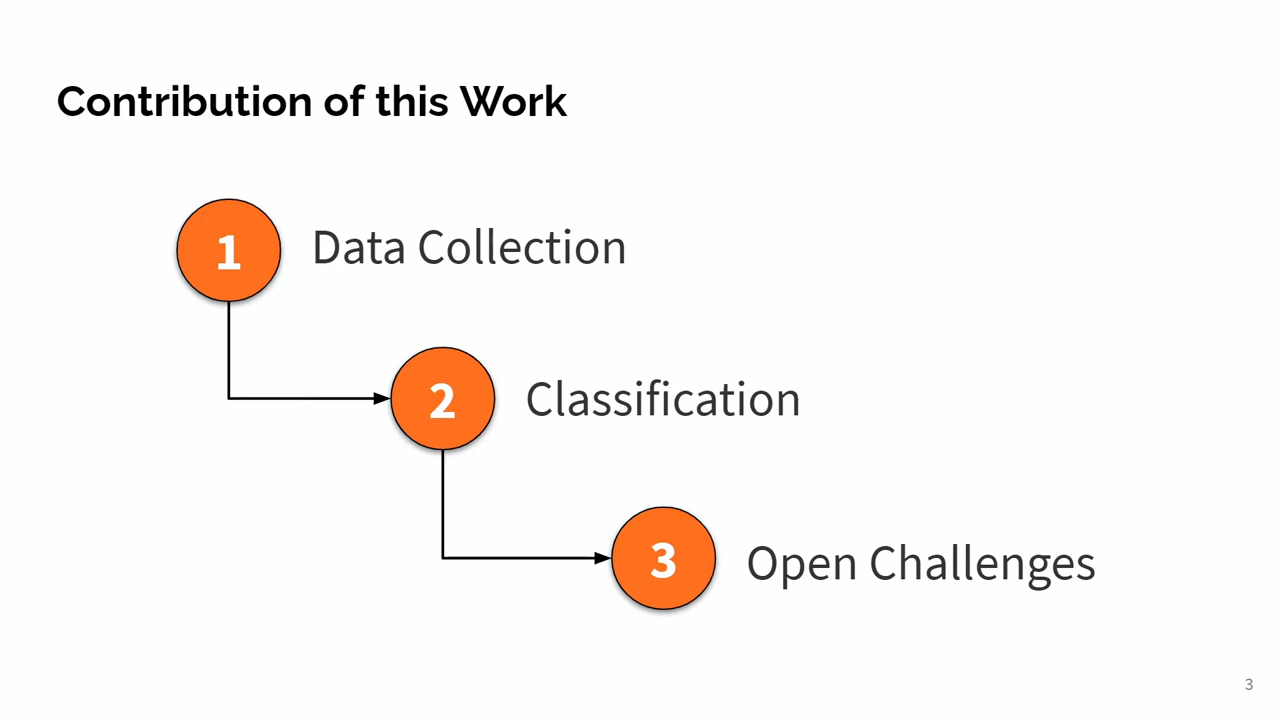 Contribution of this Work
1
Data Collection
2
Classification
3
Open Challenges
3